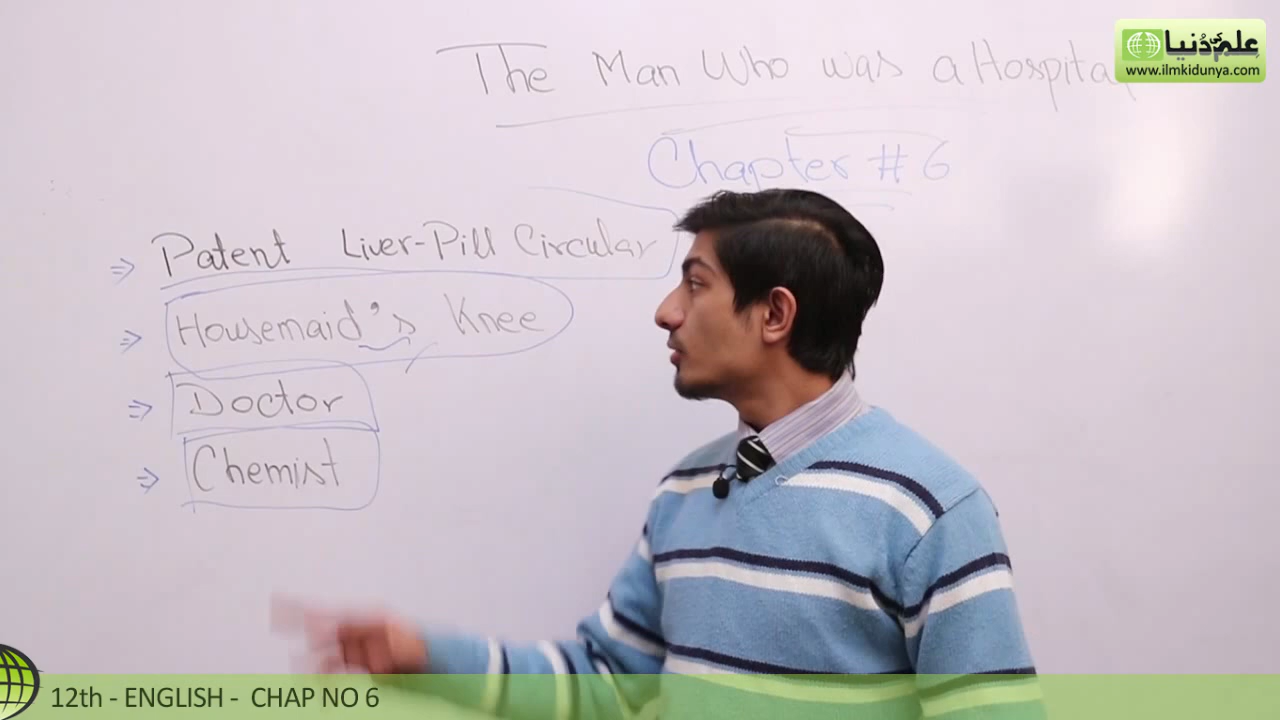 علم کی دُنیا
www.ilmkidunya.com
The Man Who was a Hospital
Chapter # 6
⇒ Patent Liver-Pill Circular
⇒ Housemaid's Knee
⇒ Doctor
⇒ Chemist
12th - ENGLISH - CHAP NO 6